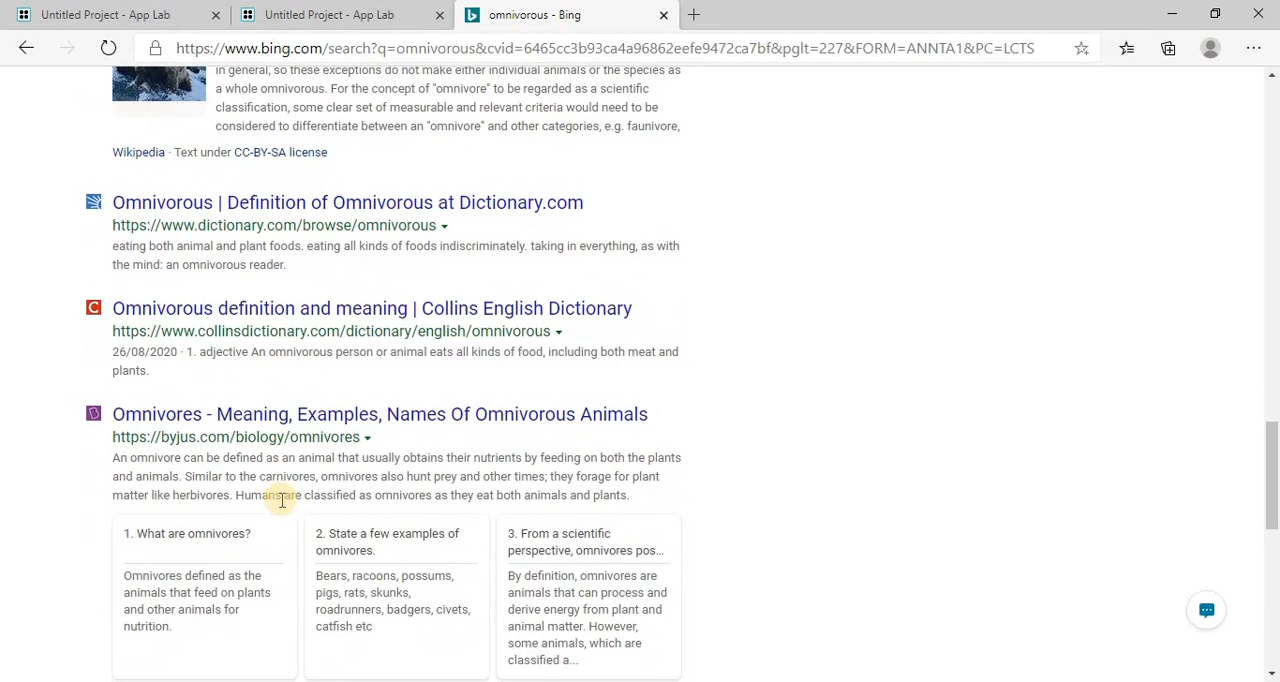 Untitled Project - App Lab
Untitled Project - App Lab
omnivorous - Bing
https://www.bing.com/search?q=omnivorous&cvid=6465cc3b93ca4a96862eefe9472ca7bf&pglt=227&FORM=ANNTA1&PC=LCTS
in general, so these exceptions do not make either individual animals or the species as
a whole omnivorous. For the concept of "omnivore" to be regarded as a scientific
classification, some clear set of measurable and relevant criteria would need to be
considered to differentiate between an "omnivore" and other categories, e.g. faunivore,
Wikipedia · Text under CC-BY-SA license
Omnivorous | Definition of Omnivorous at Dictionary.com
https://www.dictionary.com/browse/omnivorous
eating both animal and plant foods. eating all kinds of foods indiscriminately. taking in everything, as with
the mind: an omnivorous reader.
Omnivorous definition and meaning | Collins English Dictionary
https://www.collinsdictionary.com/dictionary/english/omnivorous
26/08/2020 · 1. adjective An omnivorous person or animal eats all kinds of food, including both meat and
plants.
Omnivores - Meaning, Examples, Names Of Omnivorous Animals
https://byjus.com/biology/omnivores
An omnivore can be defined as an animal that usually obtains their nutrients by feeding on both the plants
and animals. Similar to the carnivores, omnivores also hunt prey and other times; they forage for plant
matter like herbivores. Humans are classified as omnivores as they eat both animals and plants.
1. What are omnivores?
Omnivores defined as the
animals that feed on plants
and other animals for
nutrition.
2. State a few examples of
omnivores.
Bears, racoons, possums,
pigs, rats, skunks,
roadrunners, badgers, civets,
catfish etc
3. From a scientific
perspective, omnivores pos...
By definition, omnivores are
animals that can process and
derive energy from plant and
animal matter. However,
some animals, which are
classified a...